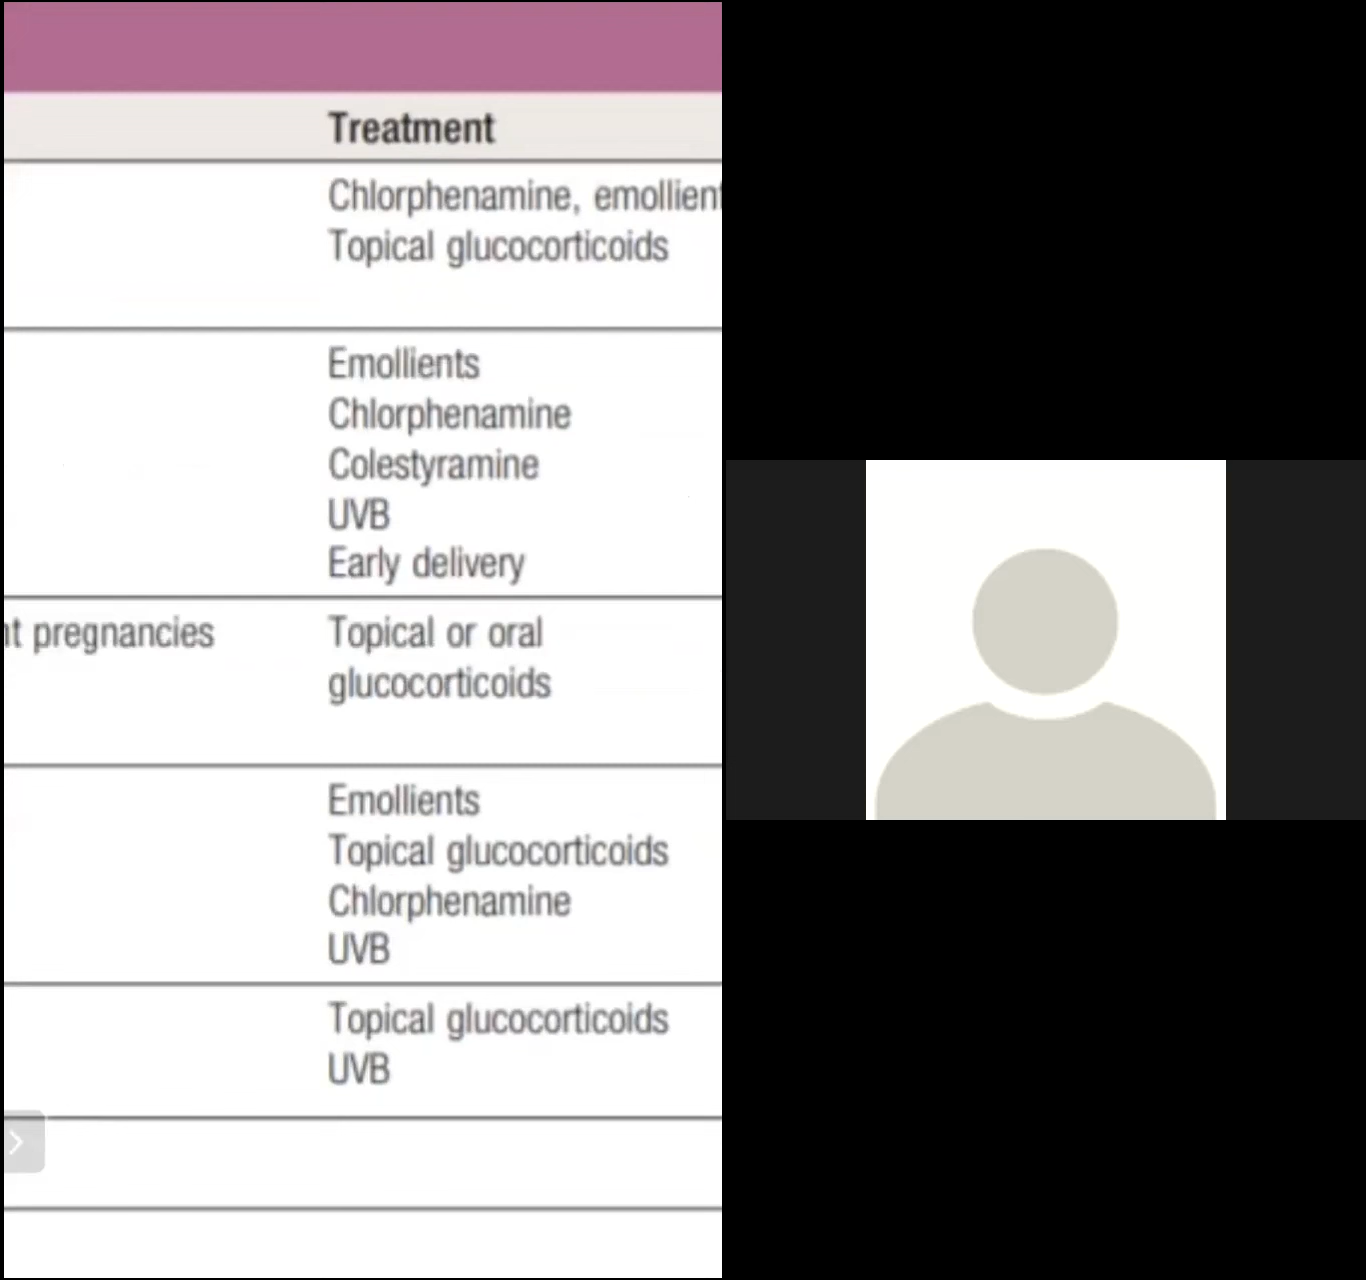 Treatment
Chlorphenamine, emollient
Topical glucocorticoids
Emollients
Chlorphenamine
Colestyramine
UVB
Early delivery
pregnancies Topical or oral
glucocorticoids
Emollients
Topical glucocorticoids
Chlorphenamine
UVB
Topical glucocorticoids
UVB